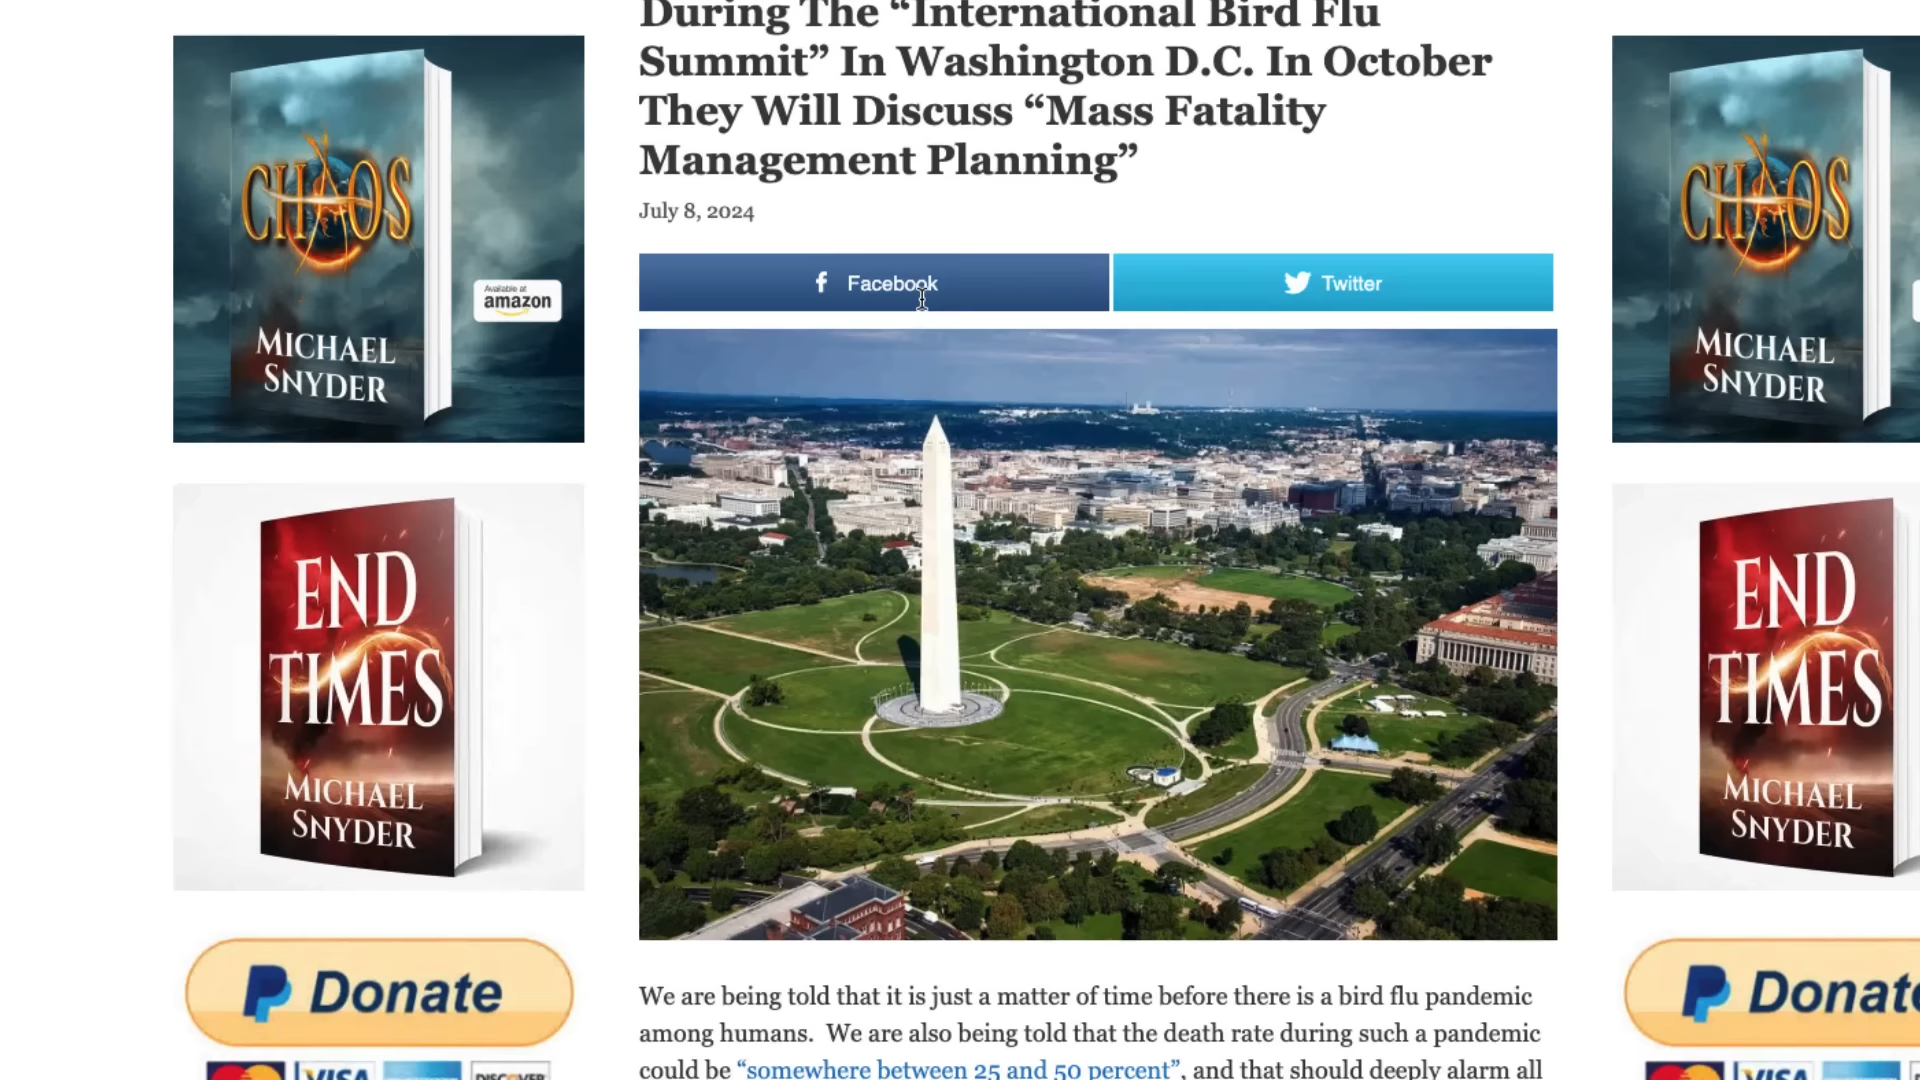 During The “International Bird Flu
Summit” In Washington D.C. In October
They Will Discuss “Mass Fatality
Management Planning”
July 8, 2024
Facebook
Twitter
We are being told that it is just a matter of time before there is a bird flu pandemic
among humans.  We are also being told that the death rate during such a pandemic
could be “somewhere between 25 and 50 percent”, and that should deeply alarm all
CHAOS
MICHAEL
SNYDER
Available at
amazon
END
TIMES
MICHAEL
SNYDER
Donate
VISA
DISCOVER
CHAOS
MICHAEL
SNYDER
END
TIMES
MICHAEL
SNYDER
Donate
VISA